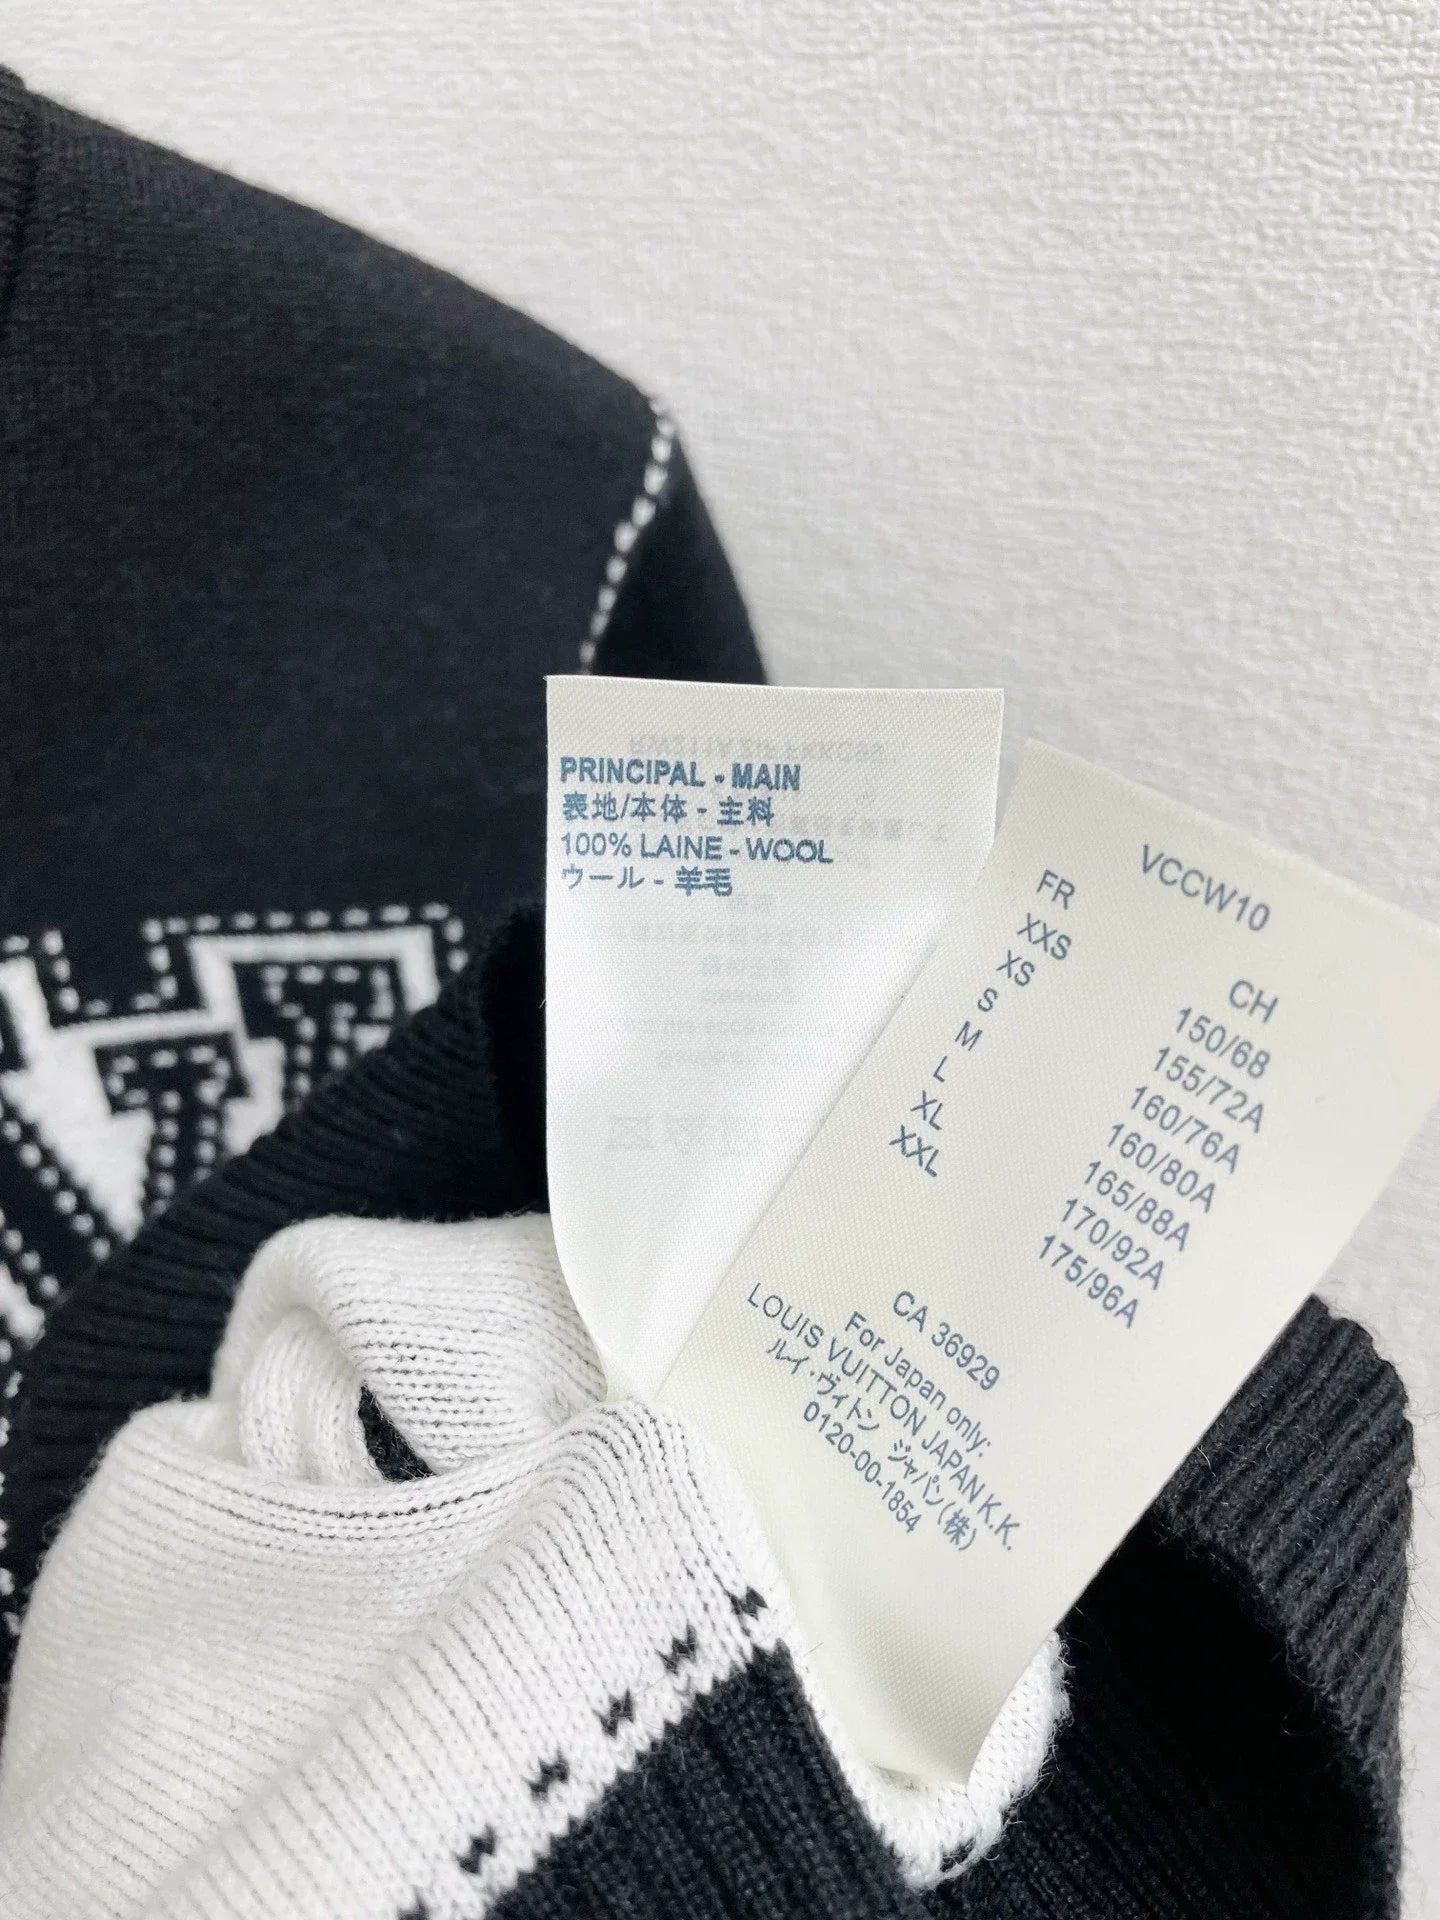 PRINCIPAL - MAIN
表地/本体 - 主料
100% LAINE - WOOL
ウール - 羊毛
VCCW10
FR CH
XXS 150/68
XS 155/72A
S 160/76A
M 160/80A
L 165/88A
XL 170/92A
XXL 175/96A
CA 36929
For Japan only:
LOUIS VUITTON JAPAN K.K.
ルイ・ヴィトン ジャパン(株)
0120-00-1854